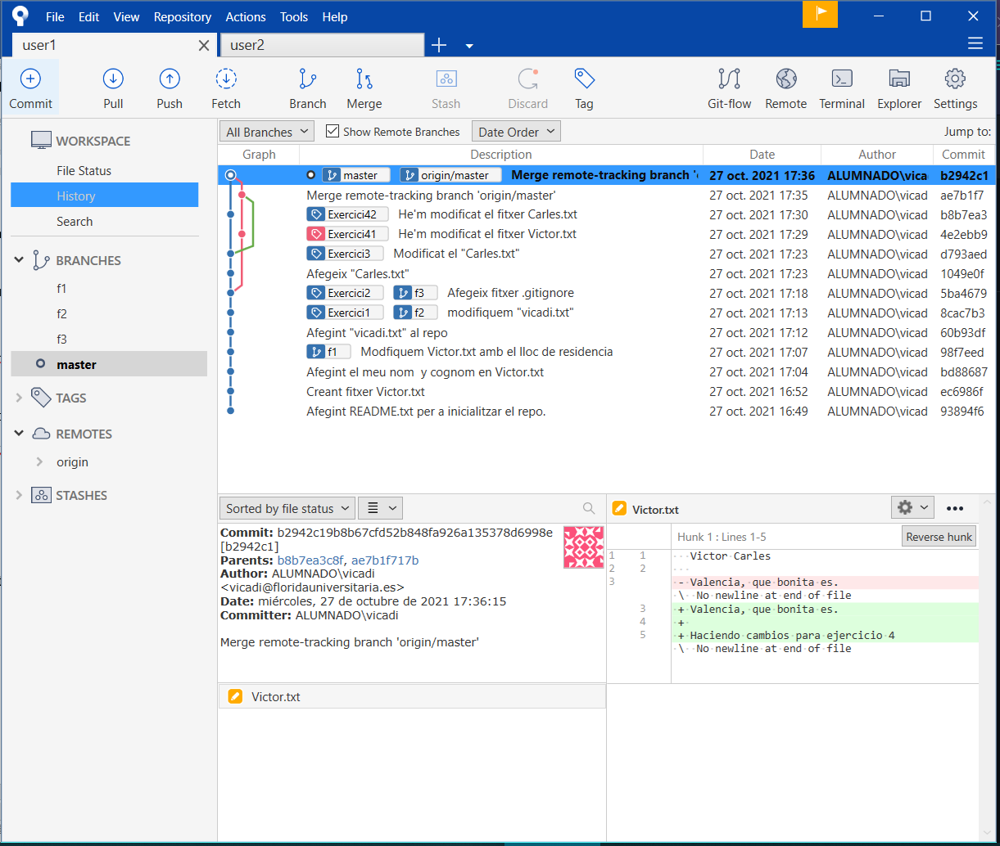 File Edit View Repository Actions Tools Help
user1 user2
Commit Pull Push Fetch Branch Merge Stash Discard Tag Git-flow Remote Terminal Explorer Settings
WORKSPACE
File Status
History
Search
BRANCHES
f1
f2
f3
master
TAGS
REMOTES
origin
STASHES
All Branches Show Remote Branches Date Order Jump to:
Graph Description Date Author Commit
master origin/master Merge remote-tracking branch 27 oct. 2021 17:36 ALUMNADO\vicad b2942c1
Merge remote-tracking branch 'origin/master' 27 oct. 2021 17:35 ALUMNADO\vicad ae7b1f7
Exercici42 He'm modificat el fitxer Carles.txt 27 oct. 2021 17:30 ALUMNADO\vicad b8b7ea3
Exercici41 He'm modificat el fitxer Victor.txt 27 oct. 2021 17:29 ALUMNADO\vicad 4e2ebb9
Exercici3 Modificat el "Carles.txt" 27 oct. 2021 17:23 ALUMNADO\vicad d793aed
Afegeix "Carles.txt" 27 oct. 2021 17:23 ALUMNADO\vicad 1049e0f
Exercici2 f3 Afegeix fitxer .gitignore 27 oct. 2021 17:18 ALUMNADO\vicad 5ba4679
Exercici1 f2 modifiquem "vicadi.txt" 27 oct. 2021 17:13 ALUMNADO\vicad 8cac7b3
Afegint "vicadi.txt" al repo 27 oct. 2021 17:12 ALUMNADO\vicad 60b93df
f1 Modfiquem Victor.txt amb el lloc de residencia 27 oct. 2021 17:07 ALUMNADO\vicad 98f7eed
Afegint el meu nom y cognom en Victor.txt 27 oct. 2021 17:04 ALUMNADO\vicad bd88687
Creant fitxer Victor.txt 27 oct. 2021 16:52 ALUMNADO\vicad ec6986f
Afegint README.txt per a inicialitzar el repo. 27 oct. 2021 16:49 ALUMNADO\vicad 93894f6
Sorted by file status
Commit: b2942c19b8b67cfd52b848fa926a135378d6998e
[b2942c1]
Parents: b8b7ea3c8f, ae7b1f717b
Author: ALUMNADO\vicadi
<vicadi@floridauniversitaria.es>
Date: miércoles, 27 de octubre de 2021 17:36:15
Committer: ALUMNADO\vicadi
Merge remote-tracking branch 'origin/master'
Victor.txt
Victor.txt
Hunk 1 : Lines 1-5 Reverse hunk
1 1 Victor Carles
2 2
3 - Valencia, que bonita es.
\ No newline at end of file
3 + Valencia, que bonita es.
4 +
5 + Haciendo cambios para ejercicio 4
\ No newline at end of file